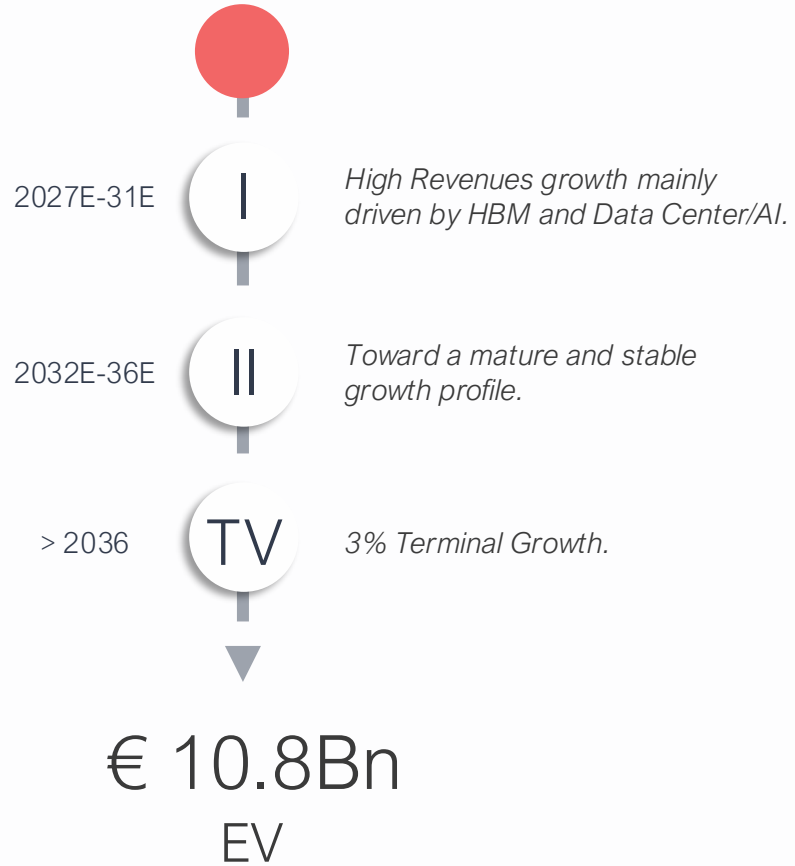 2027E-31E
I
High Revenues growth mainly
driven by HBM and Data Center/AI.
2032E-36E
II
Toward a mature and stable
growth profile.
> 2036
TV
3% Terminal Growth.
€ 10.8Bn
EV